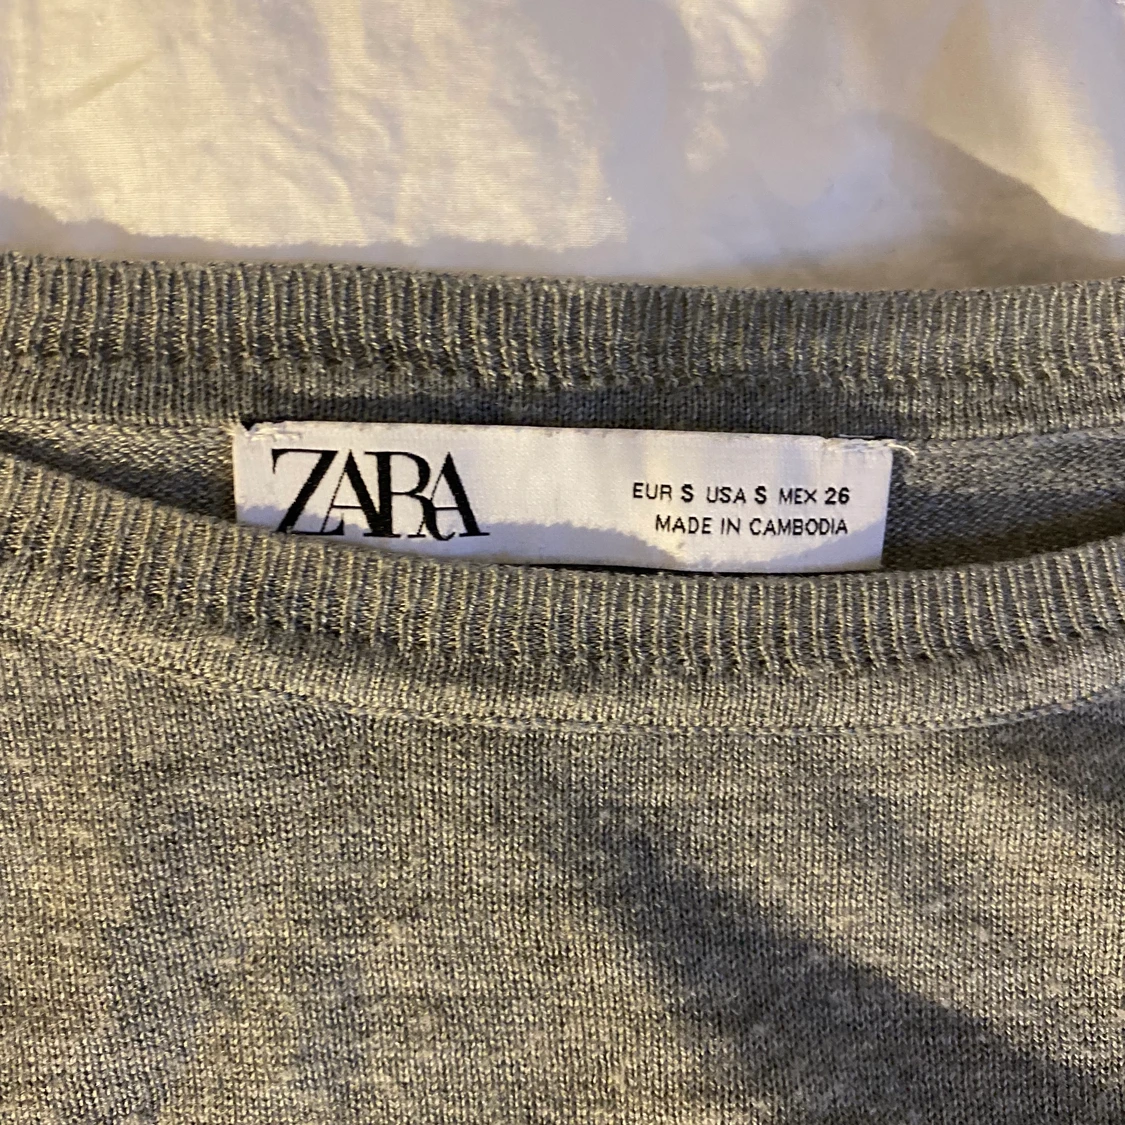 ZARA
EUR S USA S MEX 26
MADE IN CAMBODIA